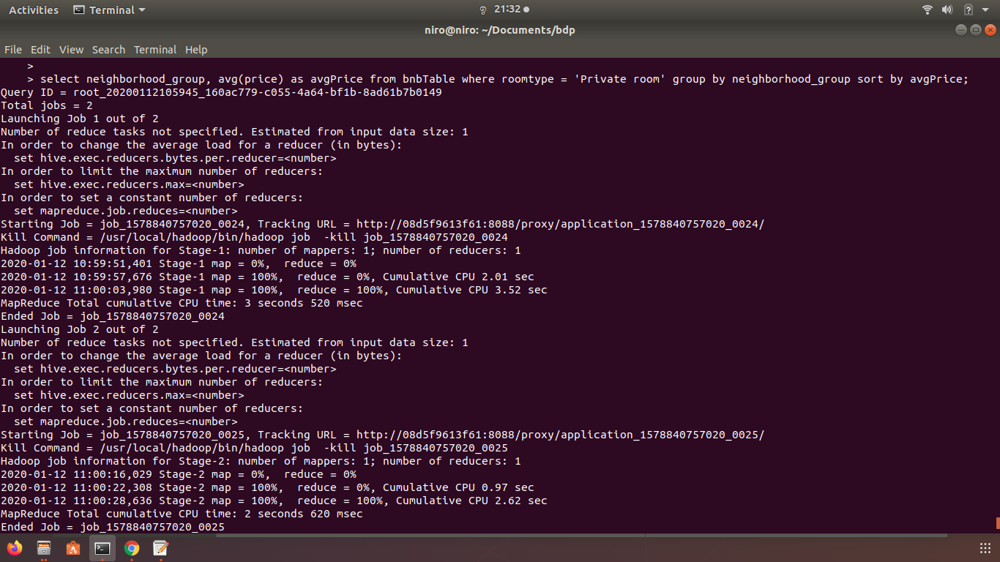 Activities Terminal 21:32
niro@niro: ~/Documents/bdp
File Edit View Search Terminal Help
>
> select neighborhood_group, avg(price) as avgPrice from bnbTable where roomtype = 'Private room' group by neighborhood_group sort by avgPrice;
Query ID = root_20200112105945_160ac779-c055-4a64-bf1b-8ad61b7b0149
Total jobs = 2
Launching Job 1 out of 2
Number of reduce tasks not specified. Estimated from input data size: 1
In order to change the average load for a reducer (in bytes):
set hive.exec.reducers.bytes.per.reducer=<number>
In order to limit the maximum number of reducers:
set hive.exec.reducers.max=<number>
In order to set a constant number of reducers:
set mapreduce.job.reduces=<number>
Starting Job = job_1578840757020_0024, Tracking URL = http://08d5f9613f61:8088/proxy/application_1578840757020_0024/
Kill Command = /usr/local/hadoop/bin/hadoop job  -kill job_1578840757020_0024
Hadoop job information for Stage-1: number of mappers: 1; number of reducers: 1
2020-01-12 10:59:51,401 Stage-1 map = 0%,  reduce = 0%
2020-01-12 10:59:57,676 Stage-1 map = 100%,  reduce = 0%, Cumulative CPU 2.01 sec
2020-01-12 11:00:03,980 Stage-1 map = 100%,  reduce = 100%, Cumulative CPU 3.52 sec
MapReduce Total cumulative CPU time: 3 seconds 520 msec
Ended Job = job_1578840757020_0024
Launching Job 2 out of 2
Number of reduce tasks not specified. Estimated from input data size: 1
In order to change the average load for a reducer (in bytes):
set hive.exec.reducers.bytes.per.reducer=<number>
In order to limit the maximum number of reducers:
set hive.exec.reducers.max=<number>
In order to set a constant number of reducers:
set mapreduce.job.reduces=<number>
Starting Job = job_1578840757020_0025, Tracking URL = http://08d5f9613f61:8088/proxy/application_1578840757020_0025/
Kill Command = /usr/local/hadoop/bin/hadoop job  -kill job_1578840757020_0025
Hadoop job information for Stage-2: number of mappers: 1; number of reducers: 1
2020-01-12 11:00:16,029 Stage-2 map = 0%,  reduce = 0%
2020-01-12 11:00:22,308 Stage-2 map = 100%,  reduce = 0%, Cumulative CPU 0.97 sec
2020-01-12 11:00:28,636 Stage-2 map = 100%,  reduce = 100%, Cumulative CPU 2.62 sec
MapReduce Total cumulative CPU time: 2 seconds 620 msec
Ended Job = job_1578840757020_0025